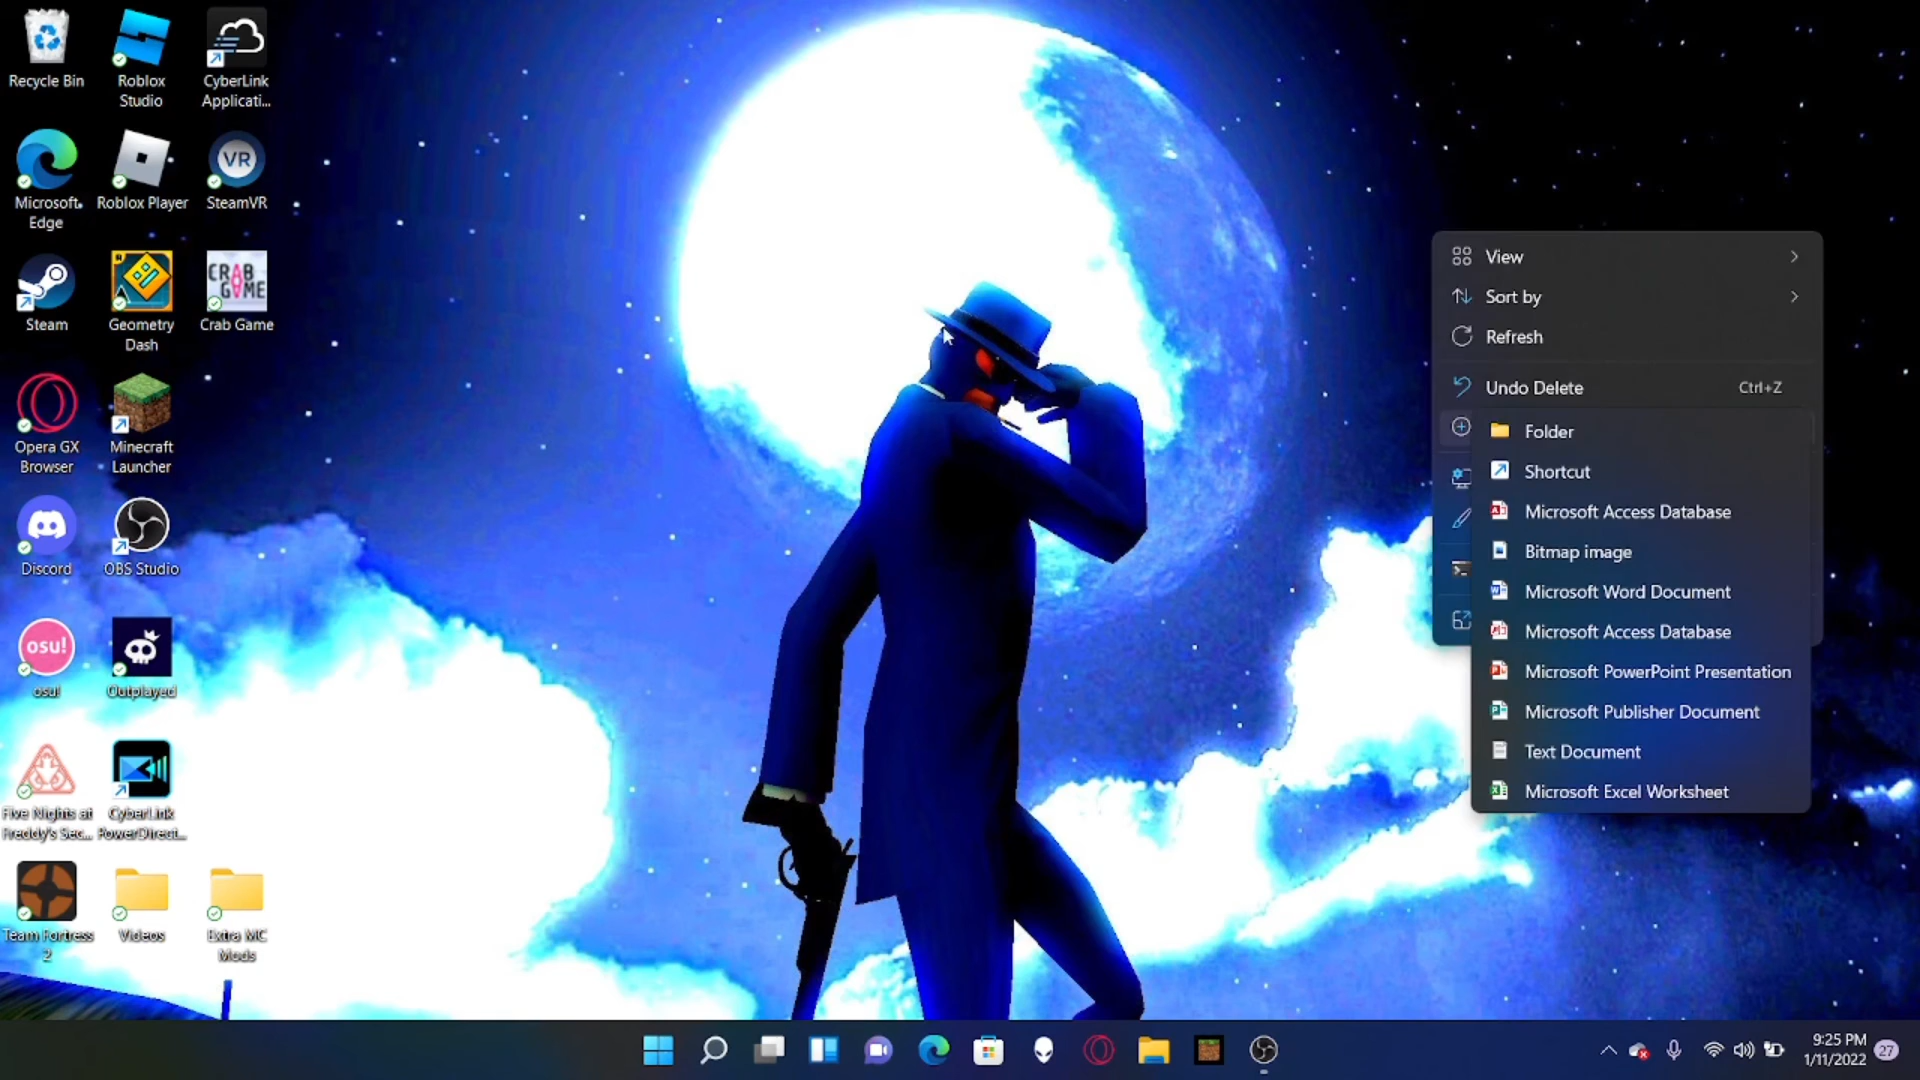 Recycle Bin
Roblox
Studio
CyberLink
Applicati...
Microsoft
Edge
Roblox Player
VR
SteamVR
Steam
Geometry
Dash
CRAB
GAME
Crab Game
Opera GX
Browser
Minecraft
Launcher
Discord
OBS Studio
osu!
osu!
Outplayed
Five Nights at
Freddy's Sec...
CyberLink
PowerDirect...
Team Fortress
2
Videos
Extra MC
Mods
View
Sort by
Refresh
Undo Delete
Ctrl+Z
Folder
Shortcut
Microsoft Access Database
Bitmap image
Microsoft Word Document
Microsoft Access Database
Microsoft PowerPoint Presentation
Microsoft Publisher Document
Text Document
Microsoft Excel Worksheet
9:25 PM
1/11/2022
27